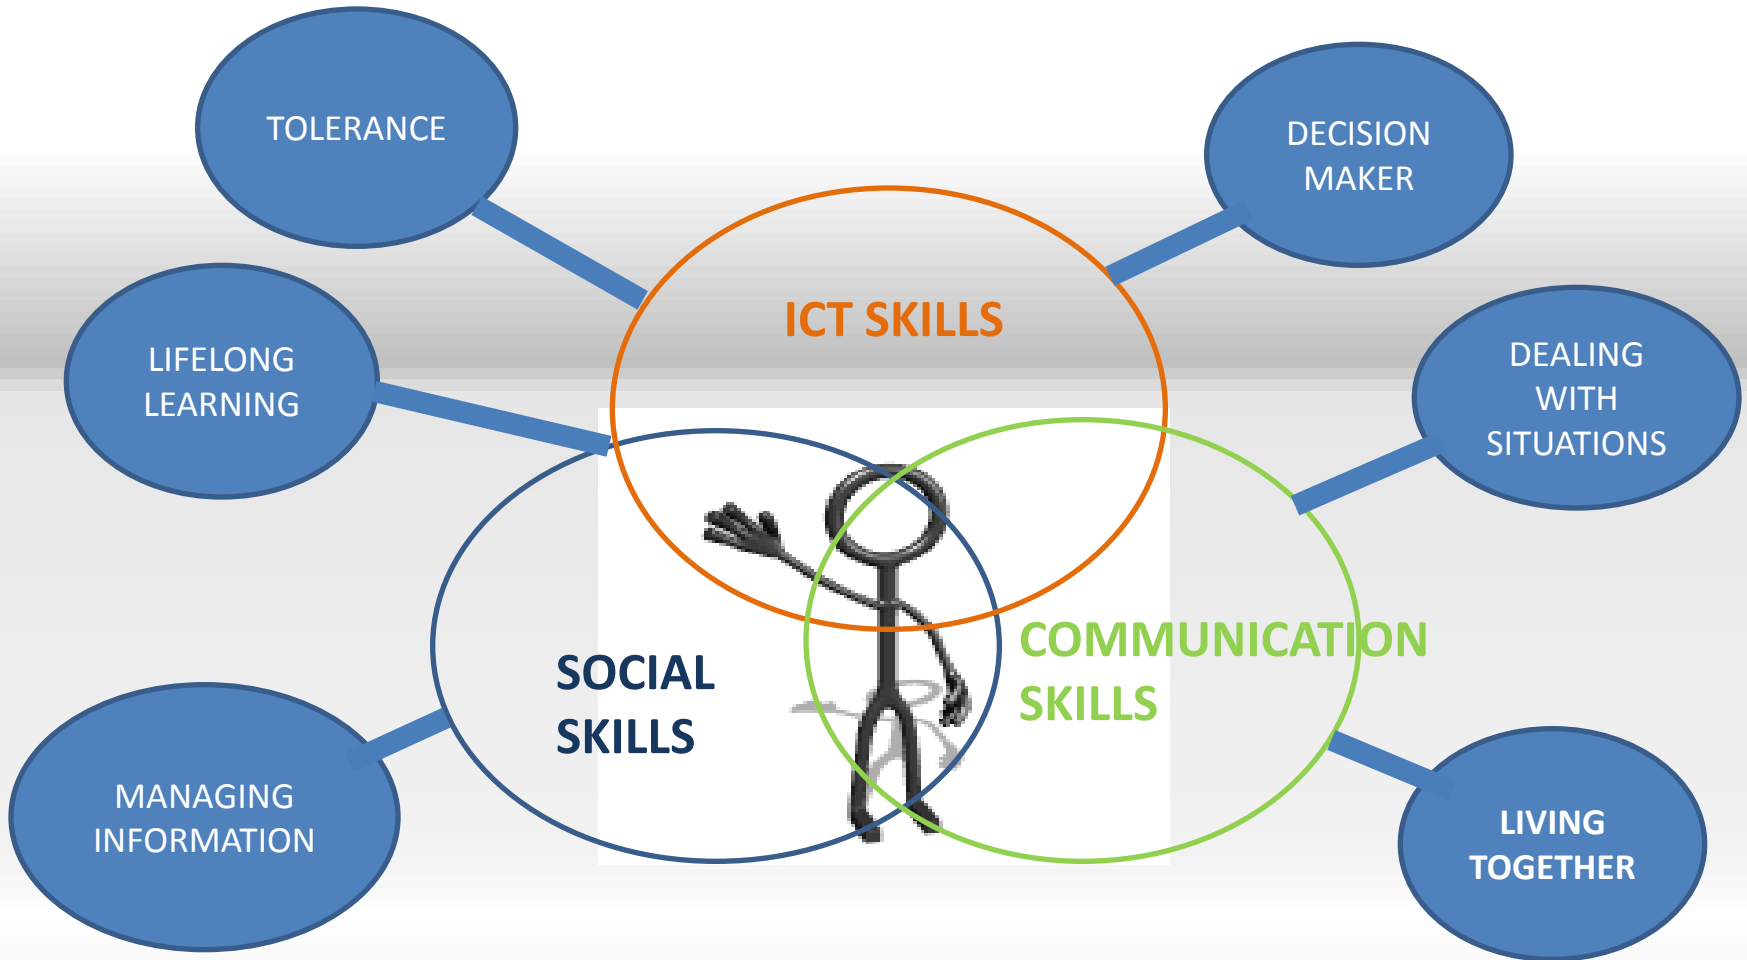 TOLERANCE
DECISION
MAKER
ICT SKILLS
LIFELONG
LEARNING
DEALING
WITH
SITUATIONS
SOCIAL
SKILLS
COMMUNICATION
SKILLS
MANAGING
INFORMATION
LIVING
TOGETHER